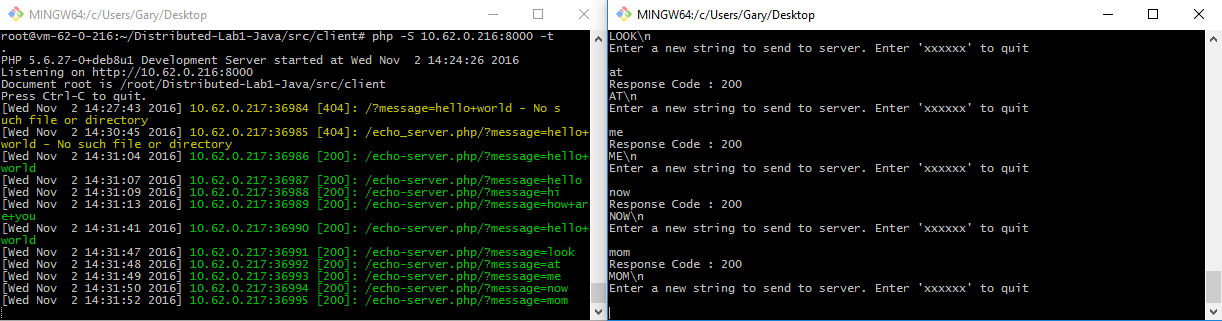 MINGW64:/c/Users/Gary/Desktop
root@vm-62-0-216:~/Distributed-Lab1-Java/src/client# php -S 10.62.0.216:8000 -t
.
PHP 5.6.27-0+deb8u1 Development Server started at Wed Nov  2 14:24:26 2016
Listening on http://10.62.0.216:8000
Document root is /root/Distributed-Lab1-Java/src/client
Press Ctrl-C to quit.
[Wed Nov  2 14:27:43 2016] 10.62.0.217:36984 [404]: /?message=hello+world - No s
uch file or directory
[Wed Nov  2 14:30:45 2016] 10.62.0.217:36985 [404]: /echo_server.php/?message=hello+
world - No such file or directory
[Wed Nov  2 14:31:04 2016] 10.62.0.217:36986 [200]: /echo-server.php/?message=hello+
world
[Wed Nov  2 14:31:07 2016] 10.62.0.217:36987 [200]: /echo-server.php/?message=hello
[Wed Nov  2 14:31:09 2016] 10.62.0.217:36988 [200]: /echo-server.php/?message=hi
[Wed Nov  2 14:31:13 2016] 10.62.0.217:36989 [200]: /echo-server.php/?message=how+ar
e+you
[Wed Nov  2 14:31:41 2016] 10.62.0.217:36990 [200]: /echo-server.php/?message=hello+
world
[Wed Nov  2 14:31:47 2016] 10.62.0.217:36991 [200]: /echo-server.php/?message=look
[Wed Nov  2 14:31:48 2016] 10.62.0.217:36992 [200]: /echo-server.php/?message=at
[Wed Nov  2 14:31:49 2016] 10.62.0.217:36993 [200]: /echo-server.php/?message=me
[Wed Nov  2 14:31:50 2016] 10.62.0.217:36994 [200]: /echo-server.php/?message=now
[Wed Nov  2 14:31:52 2016] 10.62.0.217:36995 [200]: /echo-server.php/?message=mom
MINGW64:/c/Users/Gary/Desktop
LOOK\n
Enter a new string to send to server. Enter 'xxxxxx' to quit
at
Response Code : 200
AT\n
Enter a new string to send to server. Enter 'xxxxxx' to quit
me
Response Code : 200
ME\n
Enter a new string to send to server. Enter 'xxxxxx' to quit
now
Response Code : 200
NOW\n
Enter a new string to send to server. Enter 'xxxxxx' to quit
mom
Response Code : 200
MOM\n
Enter a new string to send to server. Enter 'xxxxxx' to quit